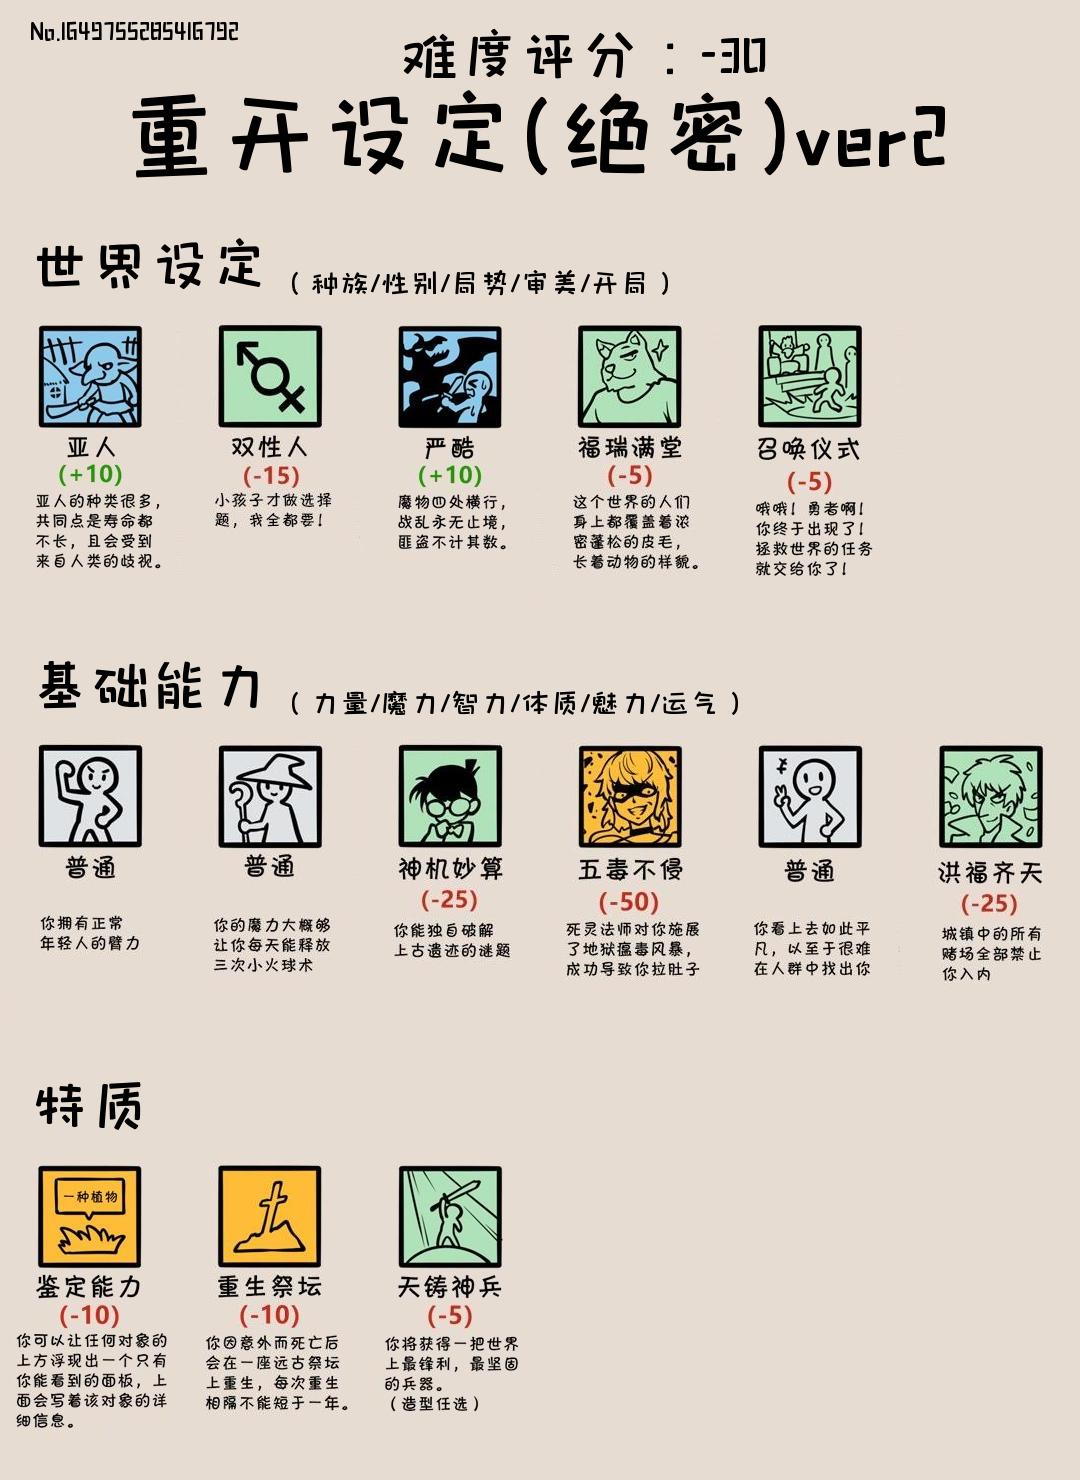 No.1649755285416792
难度评分：-30
重开设定(绝密)ver2
世界设定（种族/性别/局势/审美/开局）
亚人
(+10)
亚人的种类很多，
共同点是寿命都
不长，且会受到
来自人类的歧视。
双性人
(-15)
小孩子才做选择
题，我全都要！
严酷
(+10)
魔物四处横行，
战乱永无止境，
匪盗不计其数。
福瑞满堂
(-5)
这个世界的人们
身上都覆盖着浓
密蓬松的皮毛，
长着动物的样貌。
召唤仪式
(-5)
哦哦！勇者啊！
你终于出现了！
拯救世界的任务
就交给你了！
基础能力（力量/魔力/智力/体质/魅力/运气）
普通
你拥有正常
年轻人的臂力
普通
你的魔力大概够
让你每天能释放
三次小火球术
神机妙算
(-25)
你能独自破解
上古遗迹的谜题
五毒不侵
(-50)
死灵法师对你施展
了地狱瘟毒风暴，
成功导致你拉肚子
普通
你看上去如此平
凡，以至于很难
在人群中找出你
洪福齐天
(-25)
城镇中的所有
赌场全部禁止
你入内
特质
一种植物
鉴定能力
(-10)
你可以让任何对象的
上方浮现出一个只有
你能看到的面板，上
面会写着该对象的详
细信息。
重生祭坛
(-10)
你因意外而死亡后
会在一座远古祭坛
上重生，每次重生
相隔不能短于一年。
天铸神兵
(-5)
你将获得一把世界
上最锋利，最坚固
的兵器。
（造型任选）